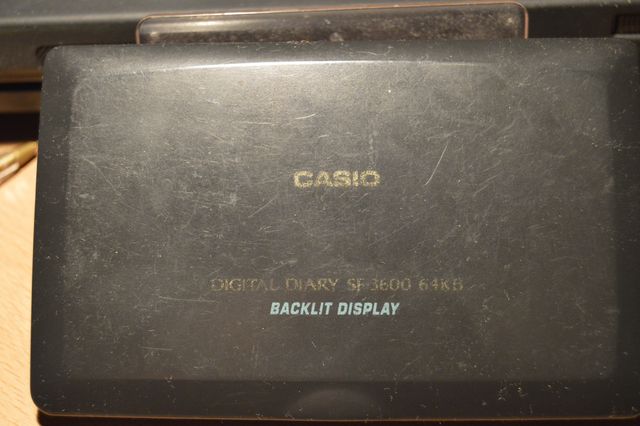 CASIO
DIGITAL DIARY SF-3600 64KB
BACKLIT DISPLAY